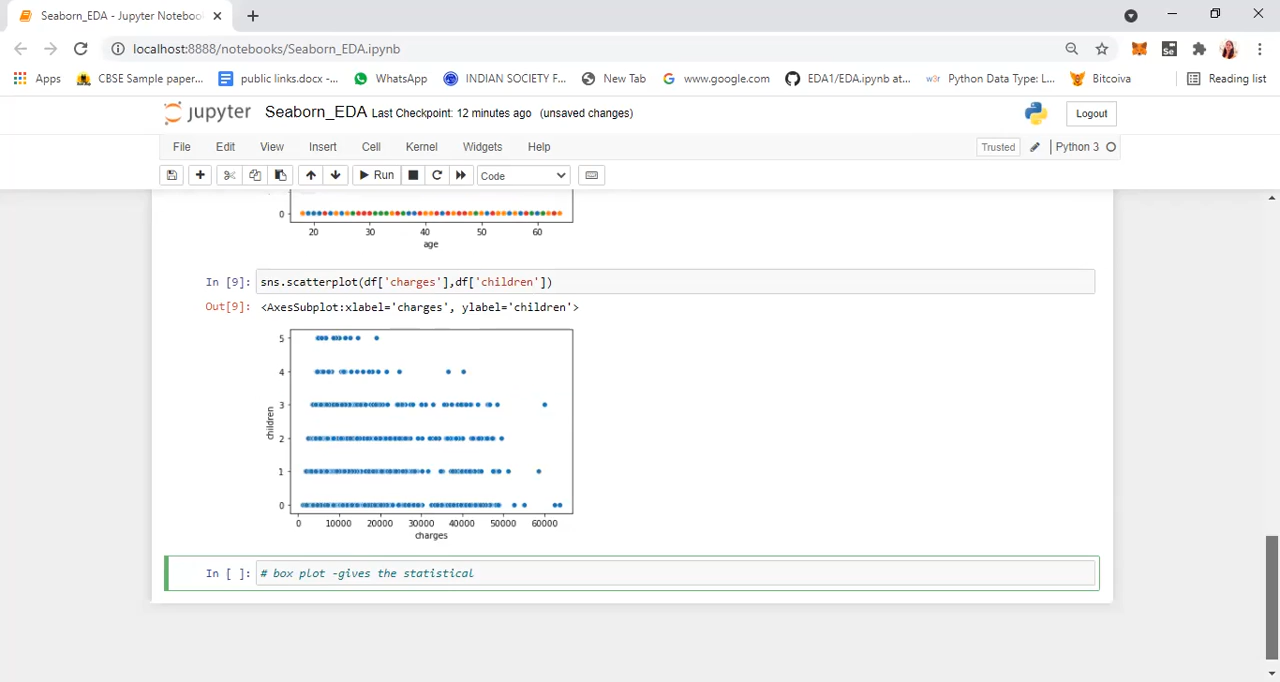 Seaborn_EDA - Jupyter Noteboo
localhost:8888/notebooks/Seaborn_EDA.ipynb
Apps CBSE Sample paper... public links.docx -... WhatsApp INDIAN SOCIETY F... New Tab www.google.com EDA1/EDA.ipynb at... w3r Python Data Type: L... Bitcoiva Reading list
jupyter Seaborn_EDA Last Checkpoint: 12 minutes ago (unsaved changes) Logout
File Edit View Insert Cell Kernel Widgets Help Trusted Python 3
Run Code
0
20 30 40 50 60
age
In [9]: sns.scatterplot(df['charges'],df['children'])
Out[9]: <AxesSubplot:xlabel='charges', ylabel='children'>
5
4
3
children
2
1
0
0 10000 20000 30000 40000 50000 60000
charges
In [ ]: # box plot -gives the statistical